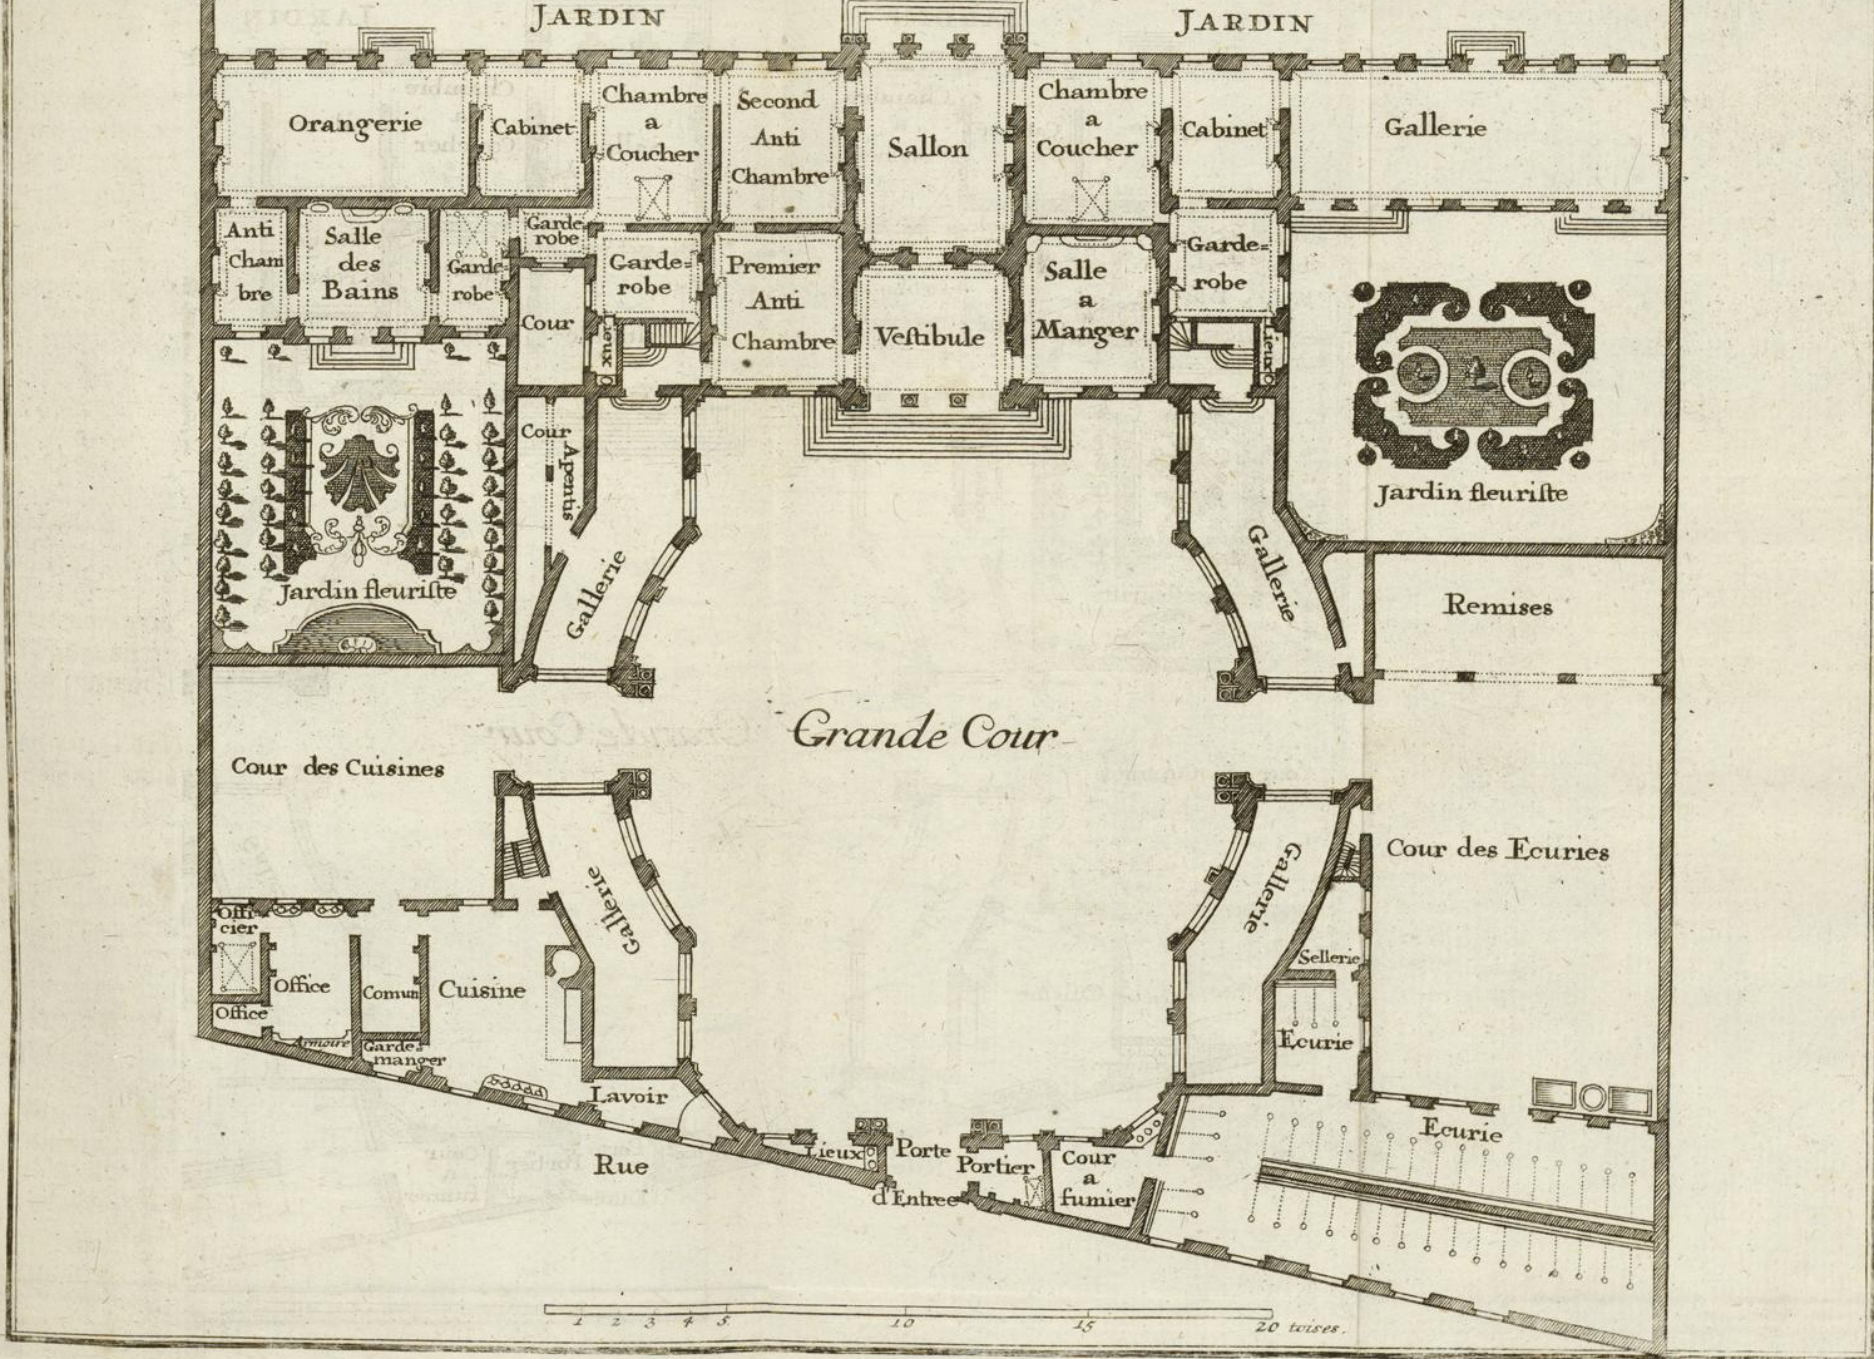 JARDIN
JARDIN
Orangerie
Cabinet
Chambre
a
Coucher
Second
Anti
Chambre
Sallon
Chambre
a
Coucher
Cabinet
Gallerie
Anti
Cham
bre
Salle
des
Bains
Garde=
robe
Garde
robe
Garde=
robe
Premier
Anti
Chambre
Vestibule
Salle
a
Manger
Garde=
robe
Cour
Lieux
Lieux
Cour
Apentis
Jardin fleuriste
Gallerie
Gallerie
Jardin fleuriste
Remises
Grande Cour
Cour des Cuisines
Cour des Ecuries
Gallerie
Gallerie
Offi
cier
Office
Office
Armoire
Comun
Garde=
manger
Cuisine
Lavoir
Sellerie
Ecurie
Ecurie
Lieux
Porte
d'Entree
Portier
Cour
a
fumier
Rue
1 2 3 4 5 10 15 20 toises.